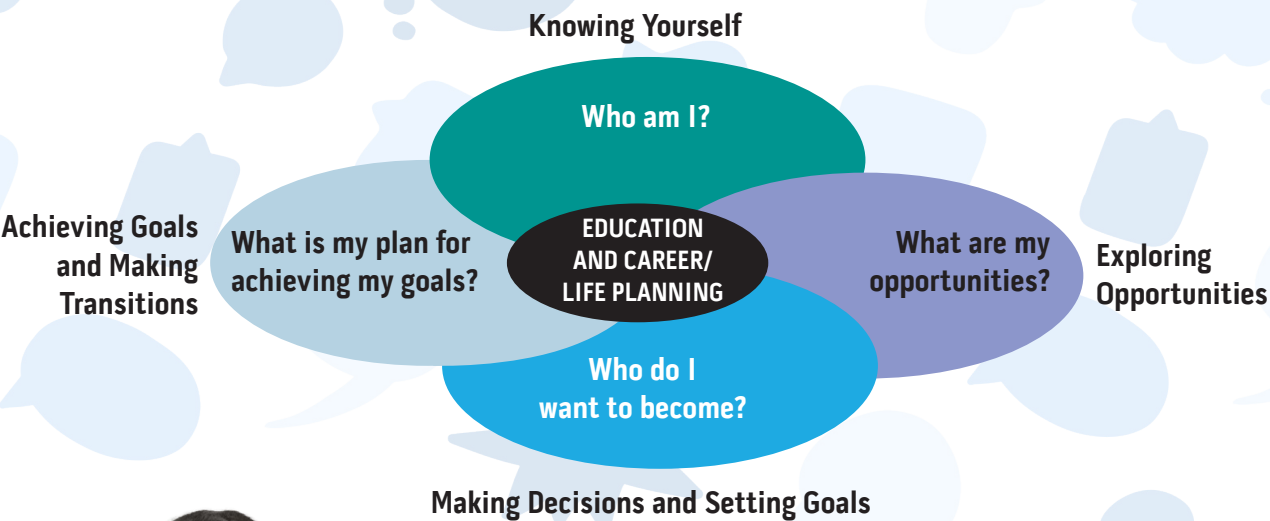 Knowing Yourself
Who am I?
Achieving Goals
and Making
Transitions
What is my plan for
achieving my goals?
EDUCATION
AND CAREER/
LIFE PLANNING
What are my
opportunities?
Exploring
Opportunities
Who do I
want to become?
Making Decisions and Setting Goals